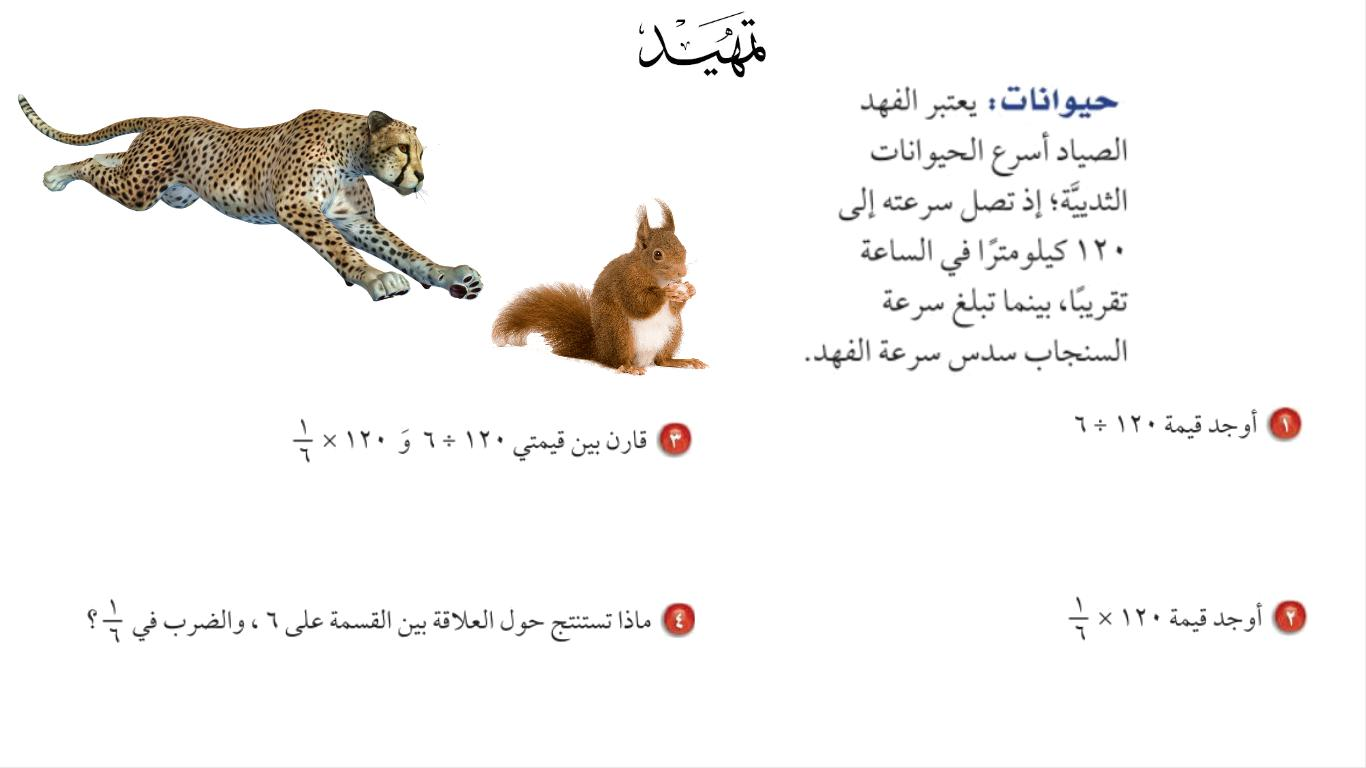 تمهيد
حيوانات: يعتبر الفهد
الصياد أسرع الحيوانات
الثدييَّة؛ إذ تصل سرعته إلى
١٢٠ كيلومترًا في الساعة
تقريبًا، بينما تبلغ سرعة
السنجاب سدس سرعة الفهد.
١ أوجد قيمة ١٢٠ ÷ ٦
٢ أوجد قيمة ١٢٠ × ١/٦
٣ قارن بين قيمتي ١٢٠ ÷ ٦ وَ ١٢٠ × ١/٦
٤ ماذا تستنتج حول العلاقة بين القسمة على ٦ ، والضرب في ١/٦ ؟